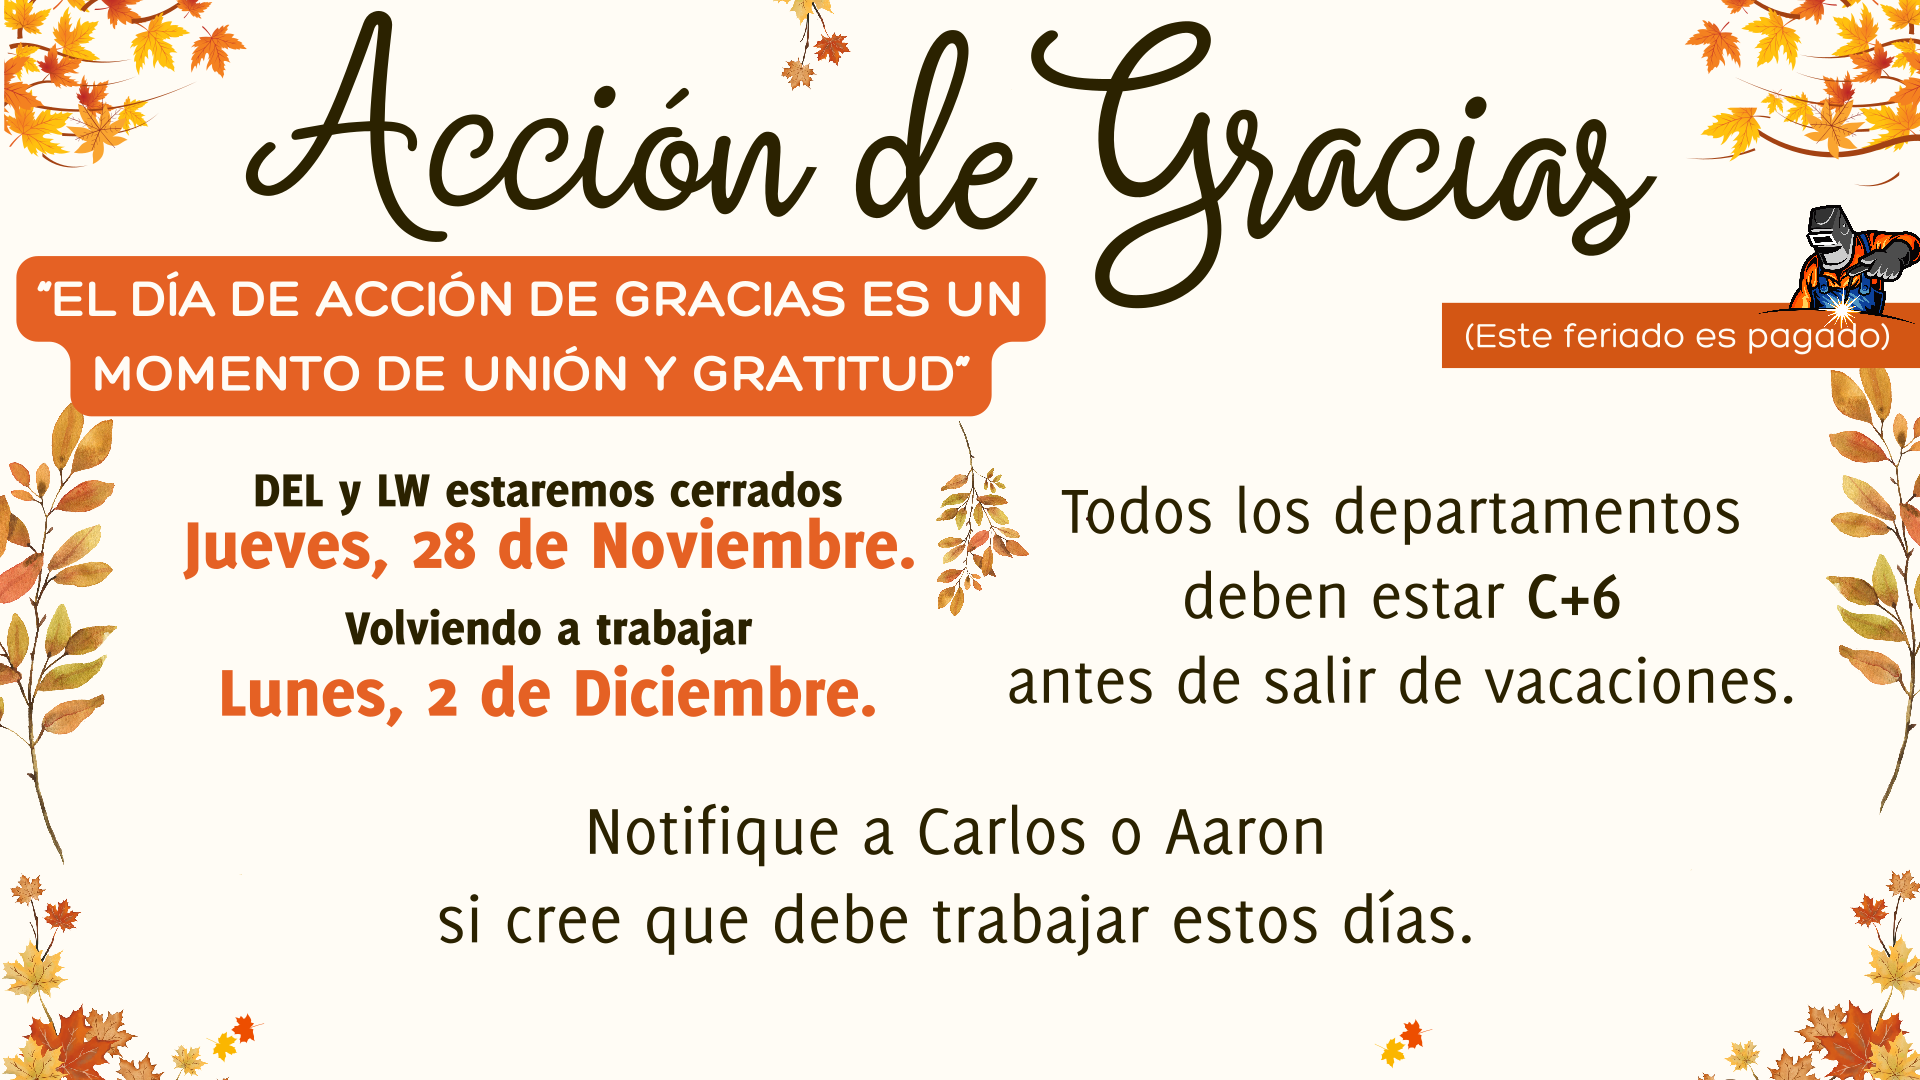 Acción de Gracias
"EL DÍA DE ACCIÓN DE GRACIAS ES UN
MOMENTO DE UNIÓN Y GRATITUD"
(Este feriado es pagado)
DEL y LW estaremos cerrados
Jueves, 28 de Noviembre.
Volviendo a trabajar
Lunes, 2 de Diciembre.
Todos los departamentos
deben estar C+6
antes de salir de vacaciones.
Notifique a Carlos o Aaron
si cree que debe trabajar estos días.